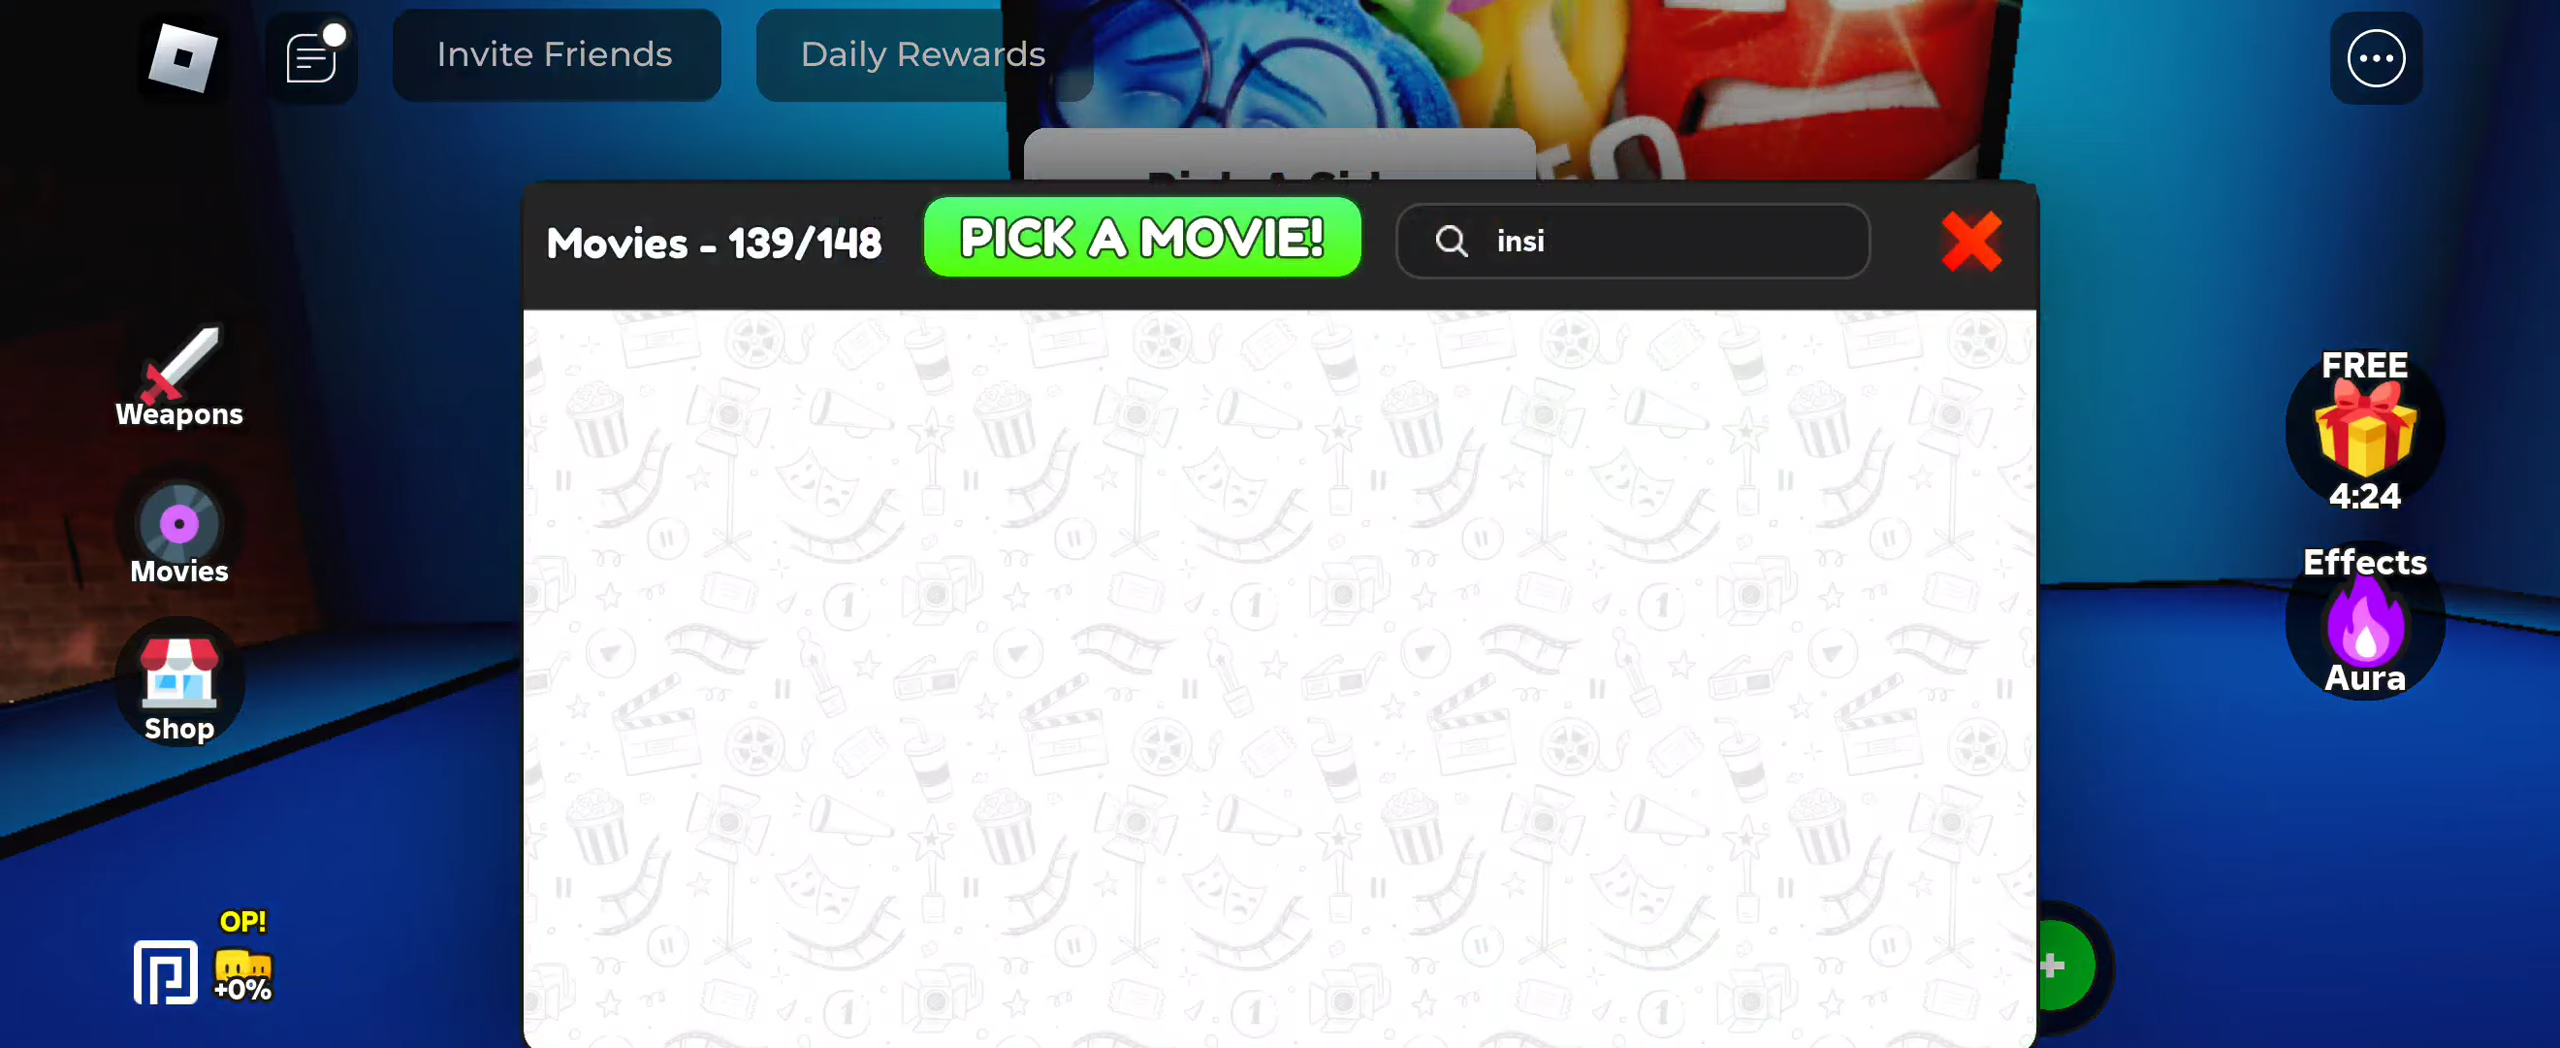 Invite Friends
Daily Rewards
Movies - 139/148
PICK A MOVIE!
insi
Weapons
Movies
Shop
OP!
+0%
FREE
4:24
Effects
Aura